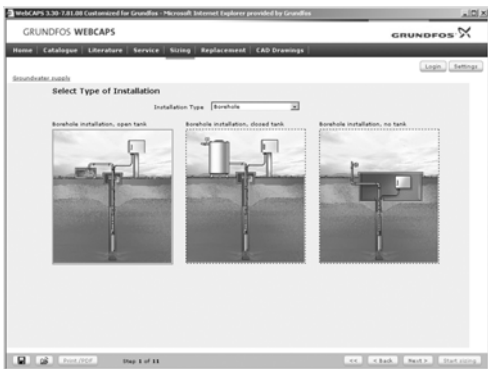 WebCAPS 3.30-7.01.00 Customized for Grundfos - Microsoft Internet Explorer provided by Grundfos
GRUNDFOS WEBCAPS
GRUNDFOS
Home Catalogue Literature Service Sizing Replacement CAD Drawings
Login Settings
Groundwater supply
Select Type of Installation
Installation Type Borehole
Borehole installation, open tank Borehole installation, closed tank Borehole installation, no tank
Print/PDF Step 1 of 11 << < Back Next > Start sizing